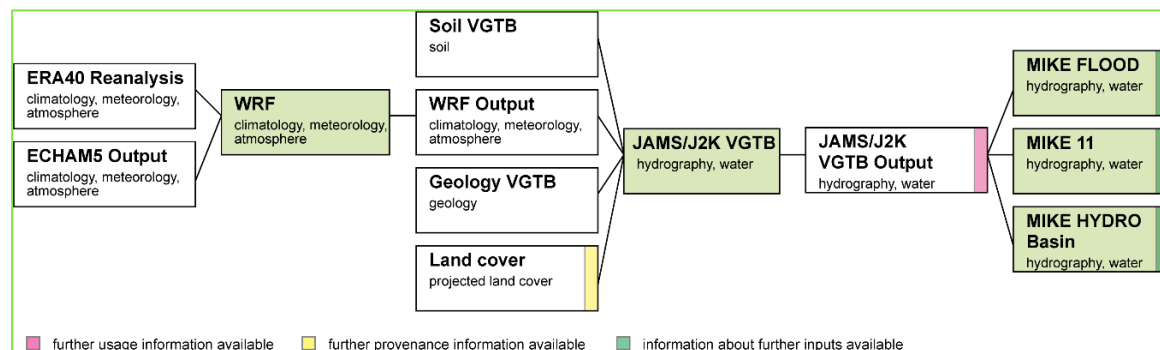 ERA40 Reanalysis
climatology, meteorology,
atmosphere
ECHAM5 Output
climatology, meteorology,
atmosphere
WRF
climatology, meteorology,
atmosphere
Soil VGTB
soil
WRF Output
climatology, meteorology,
atmosphere
Geology VGTB
geology
Land cover
projected land cover
JAMS/J2K VGTB
hydrography, water
JAMS/J2K
VGTB Output
hydrography, water
MIKE FLOOD
hydrography, water
MIKE 11
hydrography, water
MIKE HYDRO
Basin
hydrography, water
further usage information available
further provenance information available
information about further inputs available